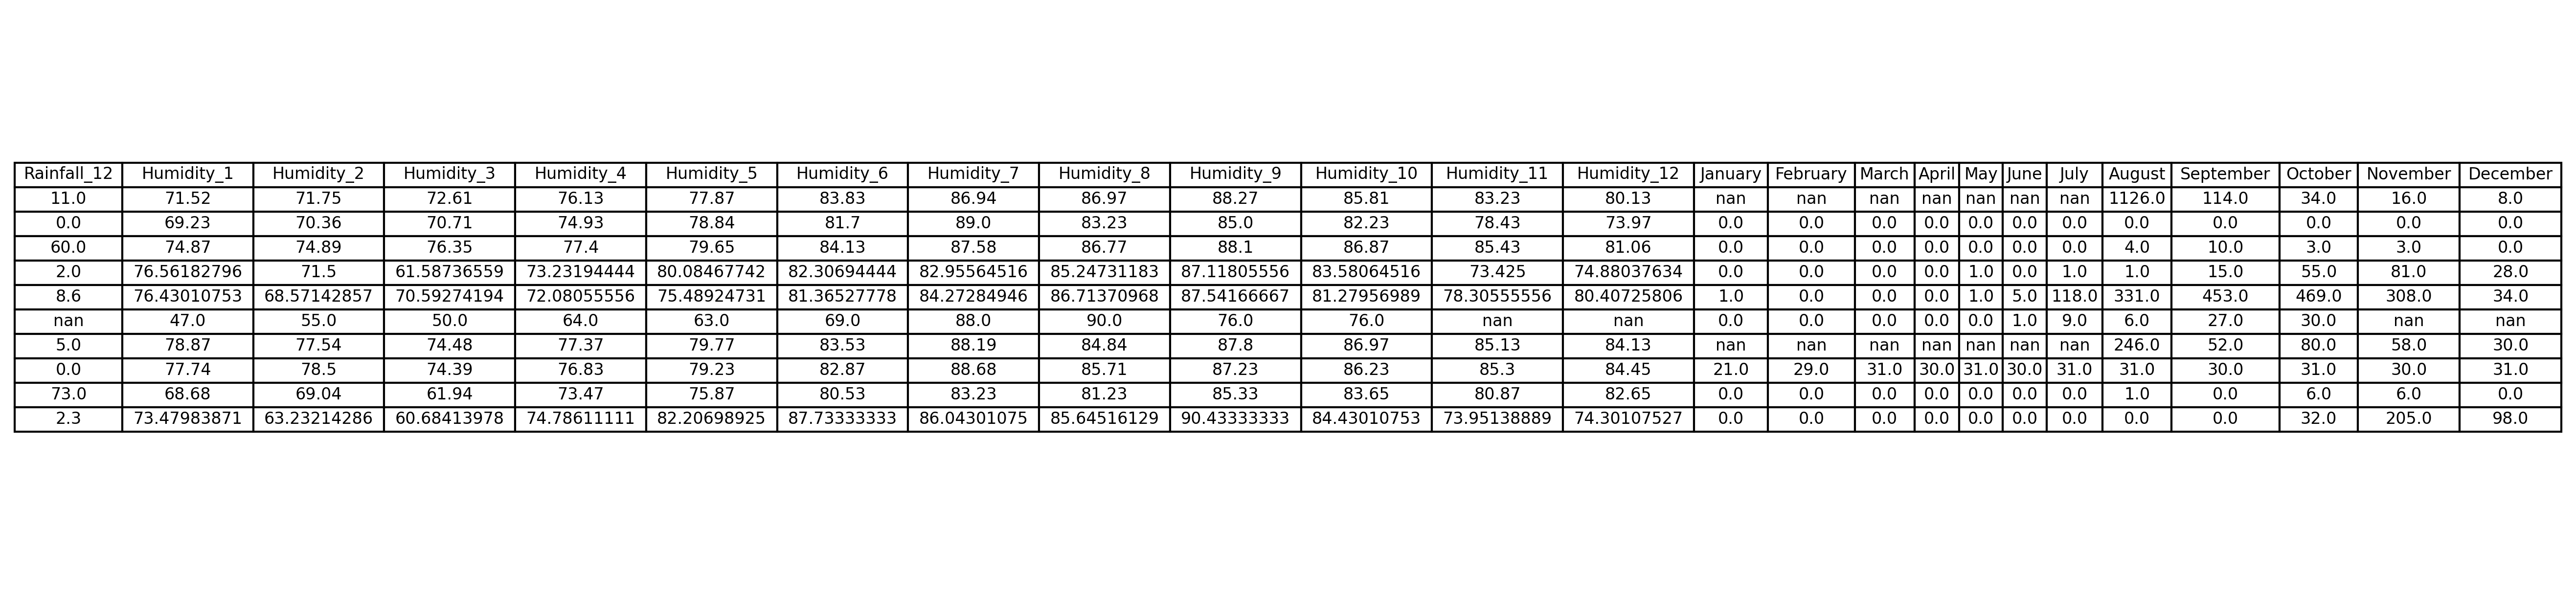 Rainfall_12 Humidity_1 Humidity_2 Humidity_3 Humidity_4 Humidity_5 Humidity_6 Humidity_7 Humidity_8 Humidity_9 Humidity_10 Humidity_11 Humidity_12 January February March April May June July August September October November December
11.0 71.52 71.75 72.61 76.13 77.87 83.83 86.94 86.97 88.27 85.81 83.23 80.13 nan nan nan nan nan nan nan 1126.0 114.0 34.0 16.0 8.0
0.0 69.23 70.36 70.71 74.93 78.84 81.7 89.0 83.23 85.0 82.23 78.43 73.97 0.0 0.0 0.0 0.0 0.0 0.0 0.0 0.0 0.0 0.0 0.0 0.0
60.0 74.87 74.89 76.35 77.4 79.65 84.13 87.58 86.77 88.1 86.87 85.43 81.06 0.0 0.0 0.0 0.0 0.0 0.0 0.0 4.0 10.0 3.0 3.0 0.0
2.0 76.56182796 71.5 61.58736559 73.23194444 80.08467742 82.30694444 82.95564516 85.24731183 87.11805556 83.58064516 73.425 74.88037634 0.0 0.0 0.0 0.0 1.0 0.0 1.0 1.0 15.0 55.0 81.0 28.0
8.6 76.43010753 68.57142857 70.59274194 72.08055556 75.48924731 81.36527778 84.27284946 86.71370968 87.54166667 81.27956989 78.30555556 80.40725806 1.0 0.0 0.0 0.0 1.0 5.0 118.0 331.0 453.0 469.0 308.0 34.0
nan 47.0 55.0 50.0 64.0 63.0 69.0 88.0 90.0 76.0 76.0 nan nan 0.0 0.0 0.0 0.0 0.0 1.0 9.0 6.0 27.0 30.0 nan nan
5.0 78.87 77.54 74.48 77.37 79.77 83.53 88.19 84.84 87.8 86.97 85.13 84.13 nan nan nan nan nan nan nan 246.0 52.0 80.0 58.0 30.0
0.0 77.74 78.5 74.39 76.83 79.23 82.87 88.68 85.71 87.23 86.23 85.3 84.45 21.0 29.0 31.0 30.0 31.0 30.0 31.0 31.0 30.0 31.0 30.0 31.0
73.0 68.68 69.04 61.94 73.47 75.87 80.53 83.23 81.23 85.33 83.65 80.87 82.65 0.0 0.0 0.0 0.0 0.0 0.0 0.0 1.0 0.0 6.0 6.0 0.0
2.3 73.47983871 63.23214286 60.68413978 74.78611111 82.20698925 87.73333333 86.04301075 85.64516129 90.43333333 84.43010753 73.95138889 74.30107527 0.0 0.0 0.0 0.0 0.0 0.0 0.0 0.0 0.0 32.0 205.0 98.0